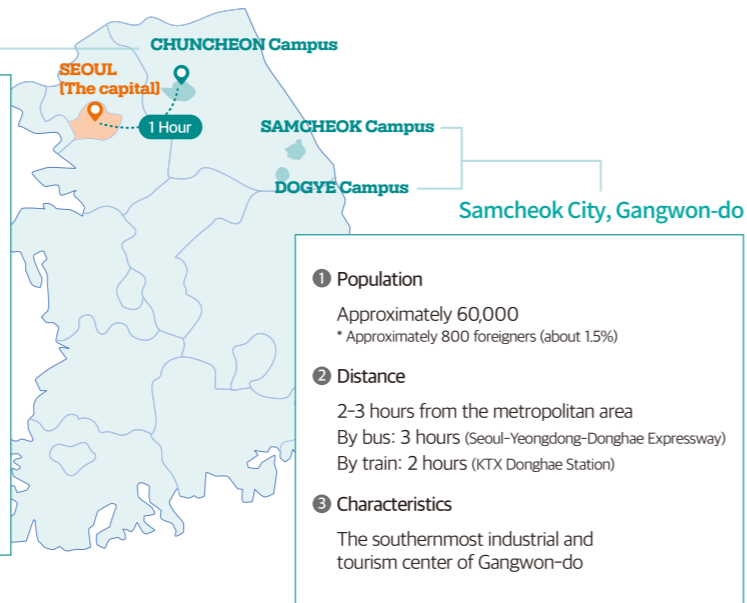 CHUNCHEON Campus
SEOUL
(The capital)
1 Hour
SAMCHEOK Campus
DOGYE Campus
Samcheok City, Gangwon-do
1 Population
Approximately 60,000
* Approximately 800 foreigners (about 1.5%)
2 Distance
2-3 hours from the metropolitan area
By bus: 3 hours (Seoul-Yeongdong-Donghae Expressway)
By train: 2 hours (KTX Donghae Station)
3 Characteristics
The southernmost industrial and
tourism center of Gangwon-do